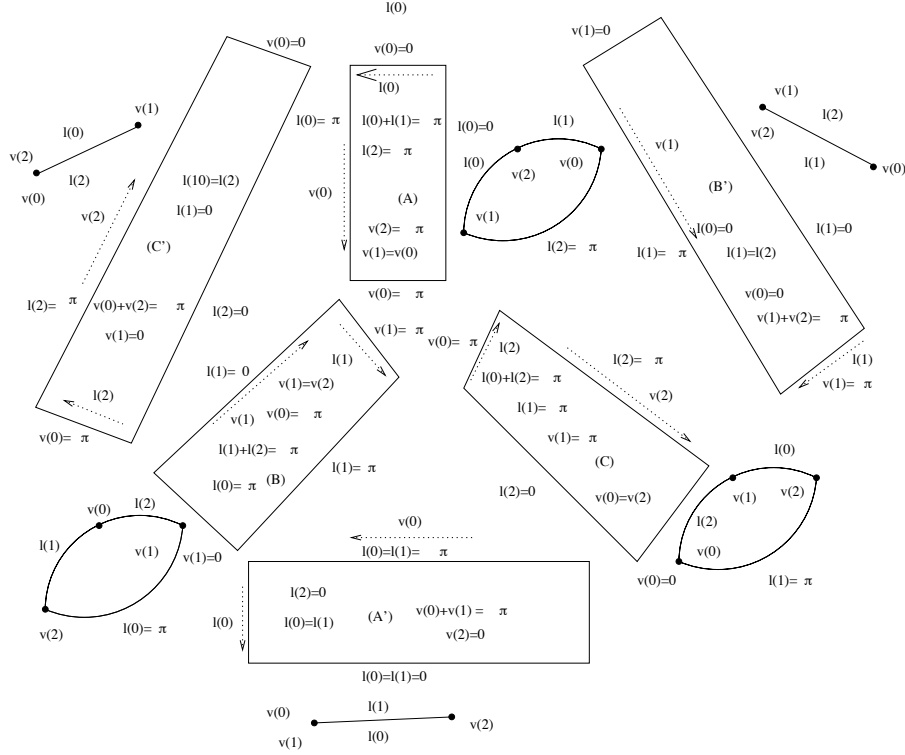 l(0)
v(0)=0
v(0)=0
v(1)=0
l(0)
v(1)
l(0)
v(2)
l(2)
v(0)
v(2)
l(10)=l(2)
l(1)=0
(C')
l(2)= π
v(0)+v(2)= π
v(1)=0
l(2)=0
l(2)
v(0)= π
l(0)= π
l(0)+l(1)= π
l(2)= π
v(0)
(A)
v(2)= π
v(1)=v(0)
v(0)= π
l(0)=0
l(1)
l(0)
v(2)
v(0)
v(1)
l(2)= π
v(1)
l(2)
v(2)
l(1)
v(0)
v(1)
(B')
l(0)=0
l(1)= π
l(1)=l(2)
l(1)=0
v(0)=0
v(1)+v(2)= π
l(1)
v(1)= π
v(1)= π
l(1)
l(1)= 0
v(1)=v(2)
v(1)
v(0)= π
l(1)+l(2)= π
l(0)= π
(B)
l(1)= π
v(0)= π
l(2)
l(2)= π
v(2)
l(0)+l(2)= π
l(1)= π
v(1)= π
(C)
l(2)=0
v(0)=v(2)
v(0)
l(2)
l(1)
v(1)
v(1)=0
v(2)
l(0)= π
l(0)
v(1)
v(2)
l(2)
v(0)
v(0)=0
l(1)= π
v(0)
l(0)=l(1)= π
l(0)
l(2)=0
l(0)=l(1)
(A')
v(0)+v(1) = π
v(2)=0
l(0)=l(1)=0
v(0)
l(1)
v(2)
v(1)
l(0)